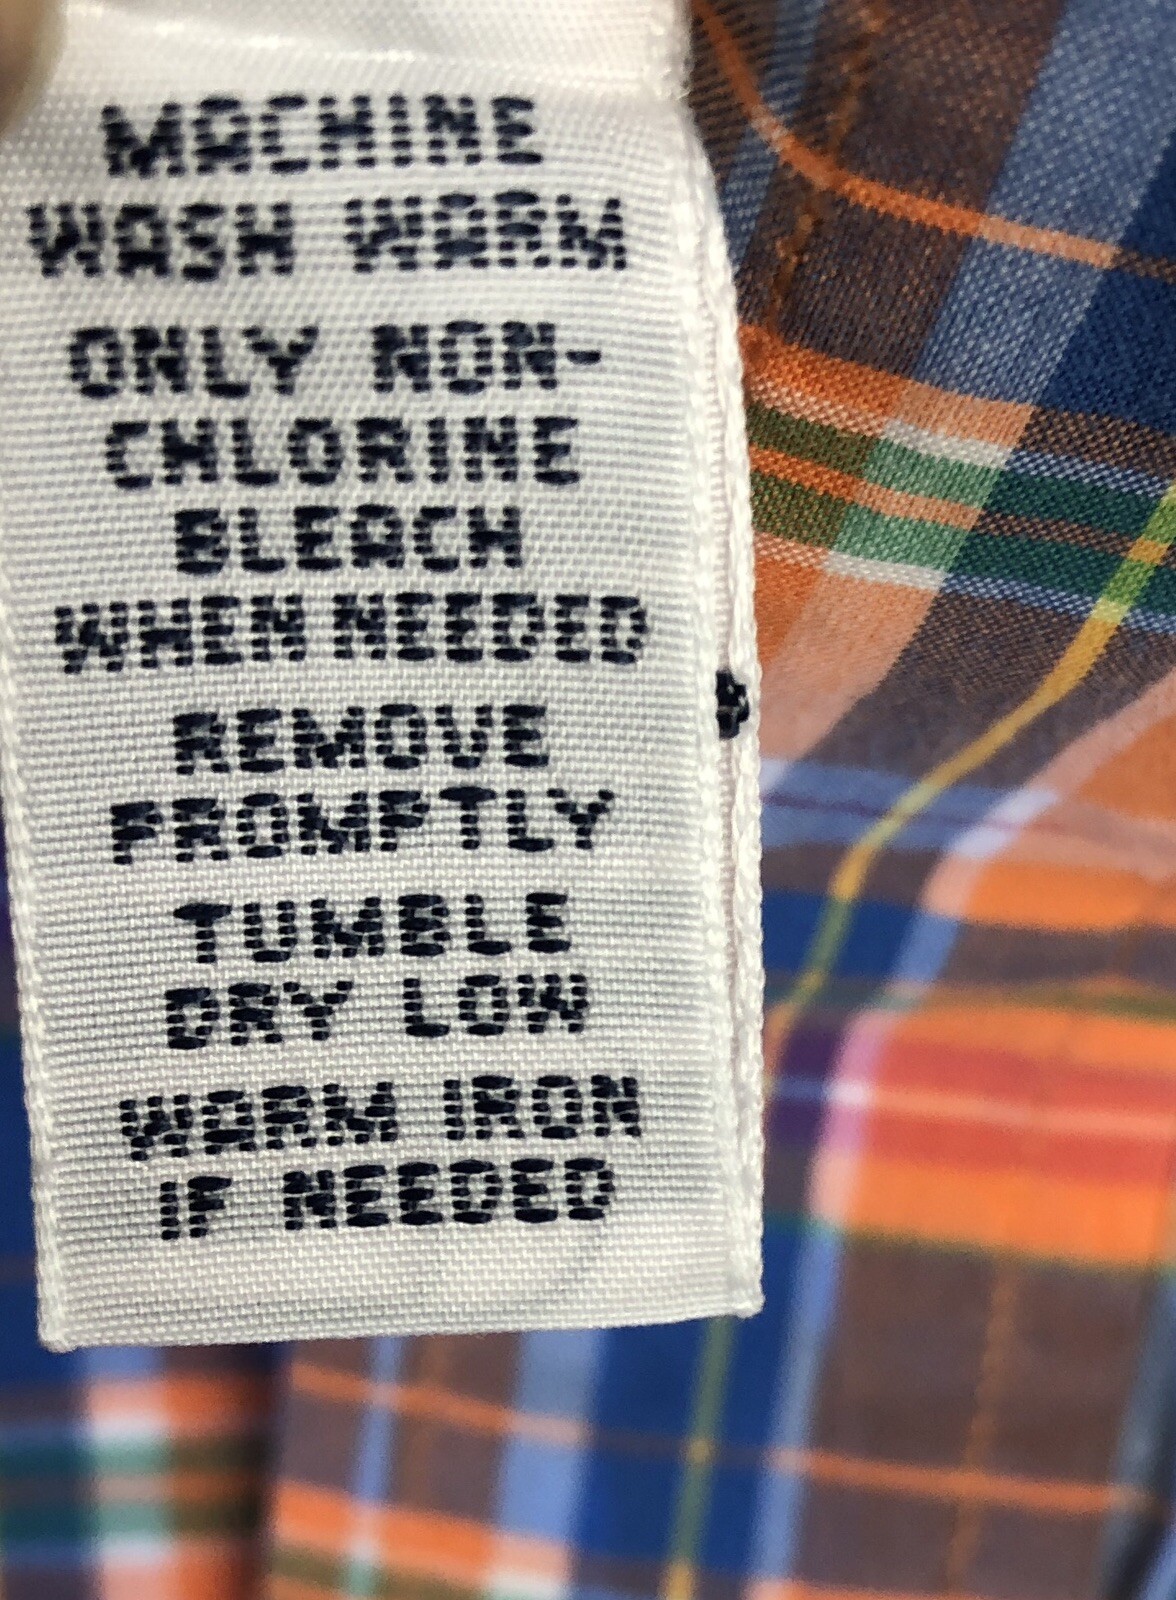 MACHINE
WASH WARM
ONLY NON-
CHLORINE
BLEACH
WHEN NEEDED
REMOVE
PROMPTLY
TUMBLE
DRY LOW
WARM IRON
IF NEEDED